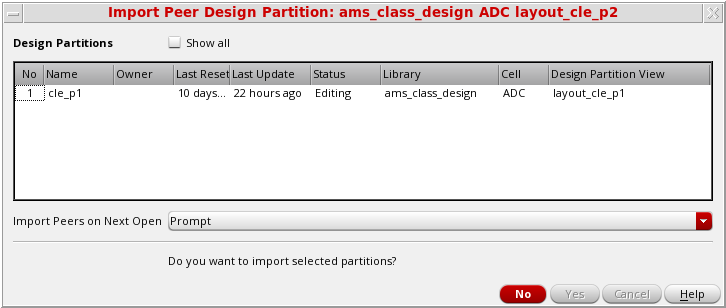 Import Peer Design Partition: ams_class_design ADC layout_cle_p2
Design Partitions Show all
No Name Owner Last Reset Last Update Status Library Cell Design Partition View
1 cle_p1 10 days... 22 hours ago Editing ams_class_design ADC layout_cle_p1
Import Peers on Next Open Prompt
Do you want to import selected partitions?
No Yes Cancel Help